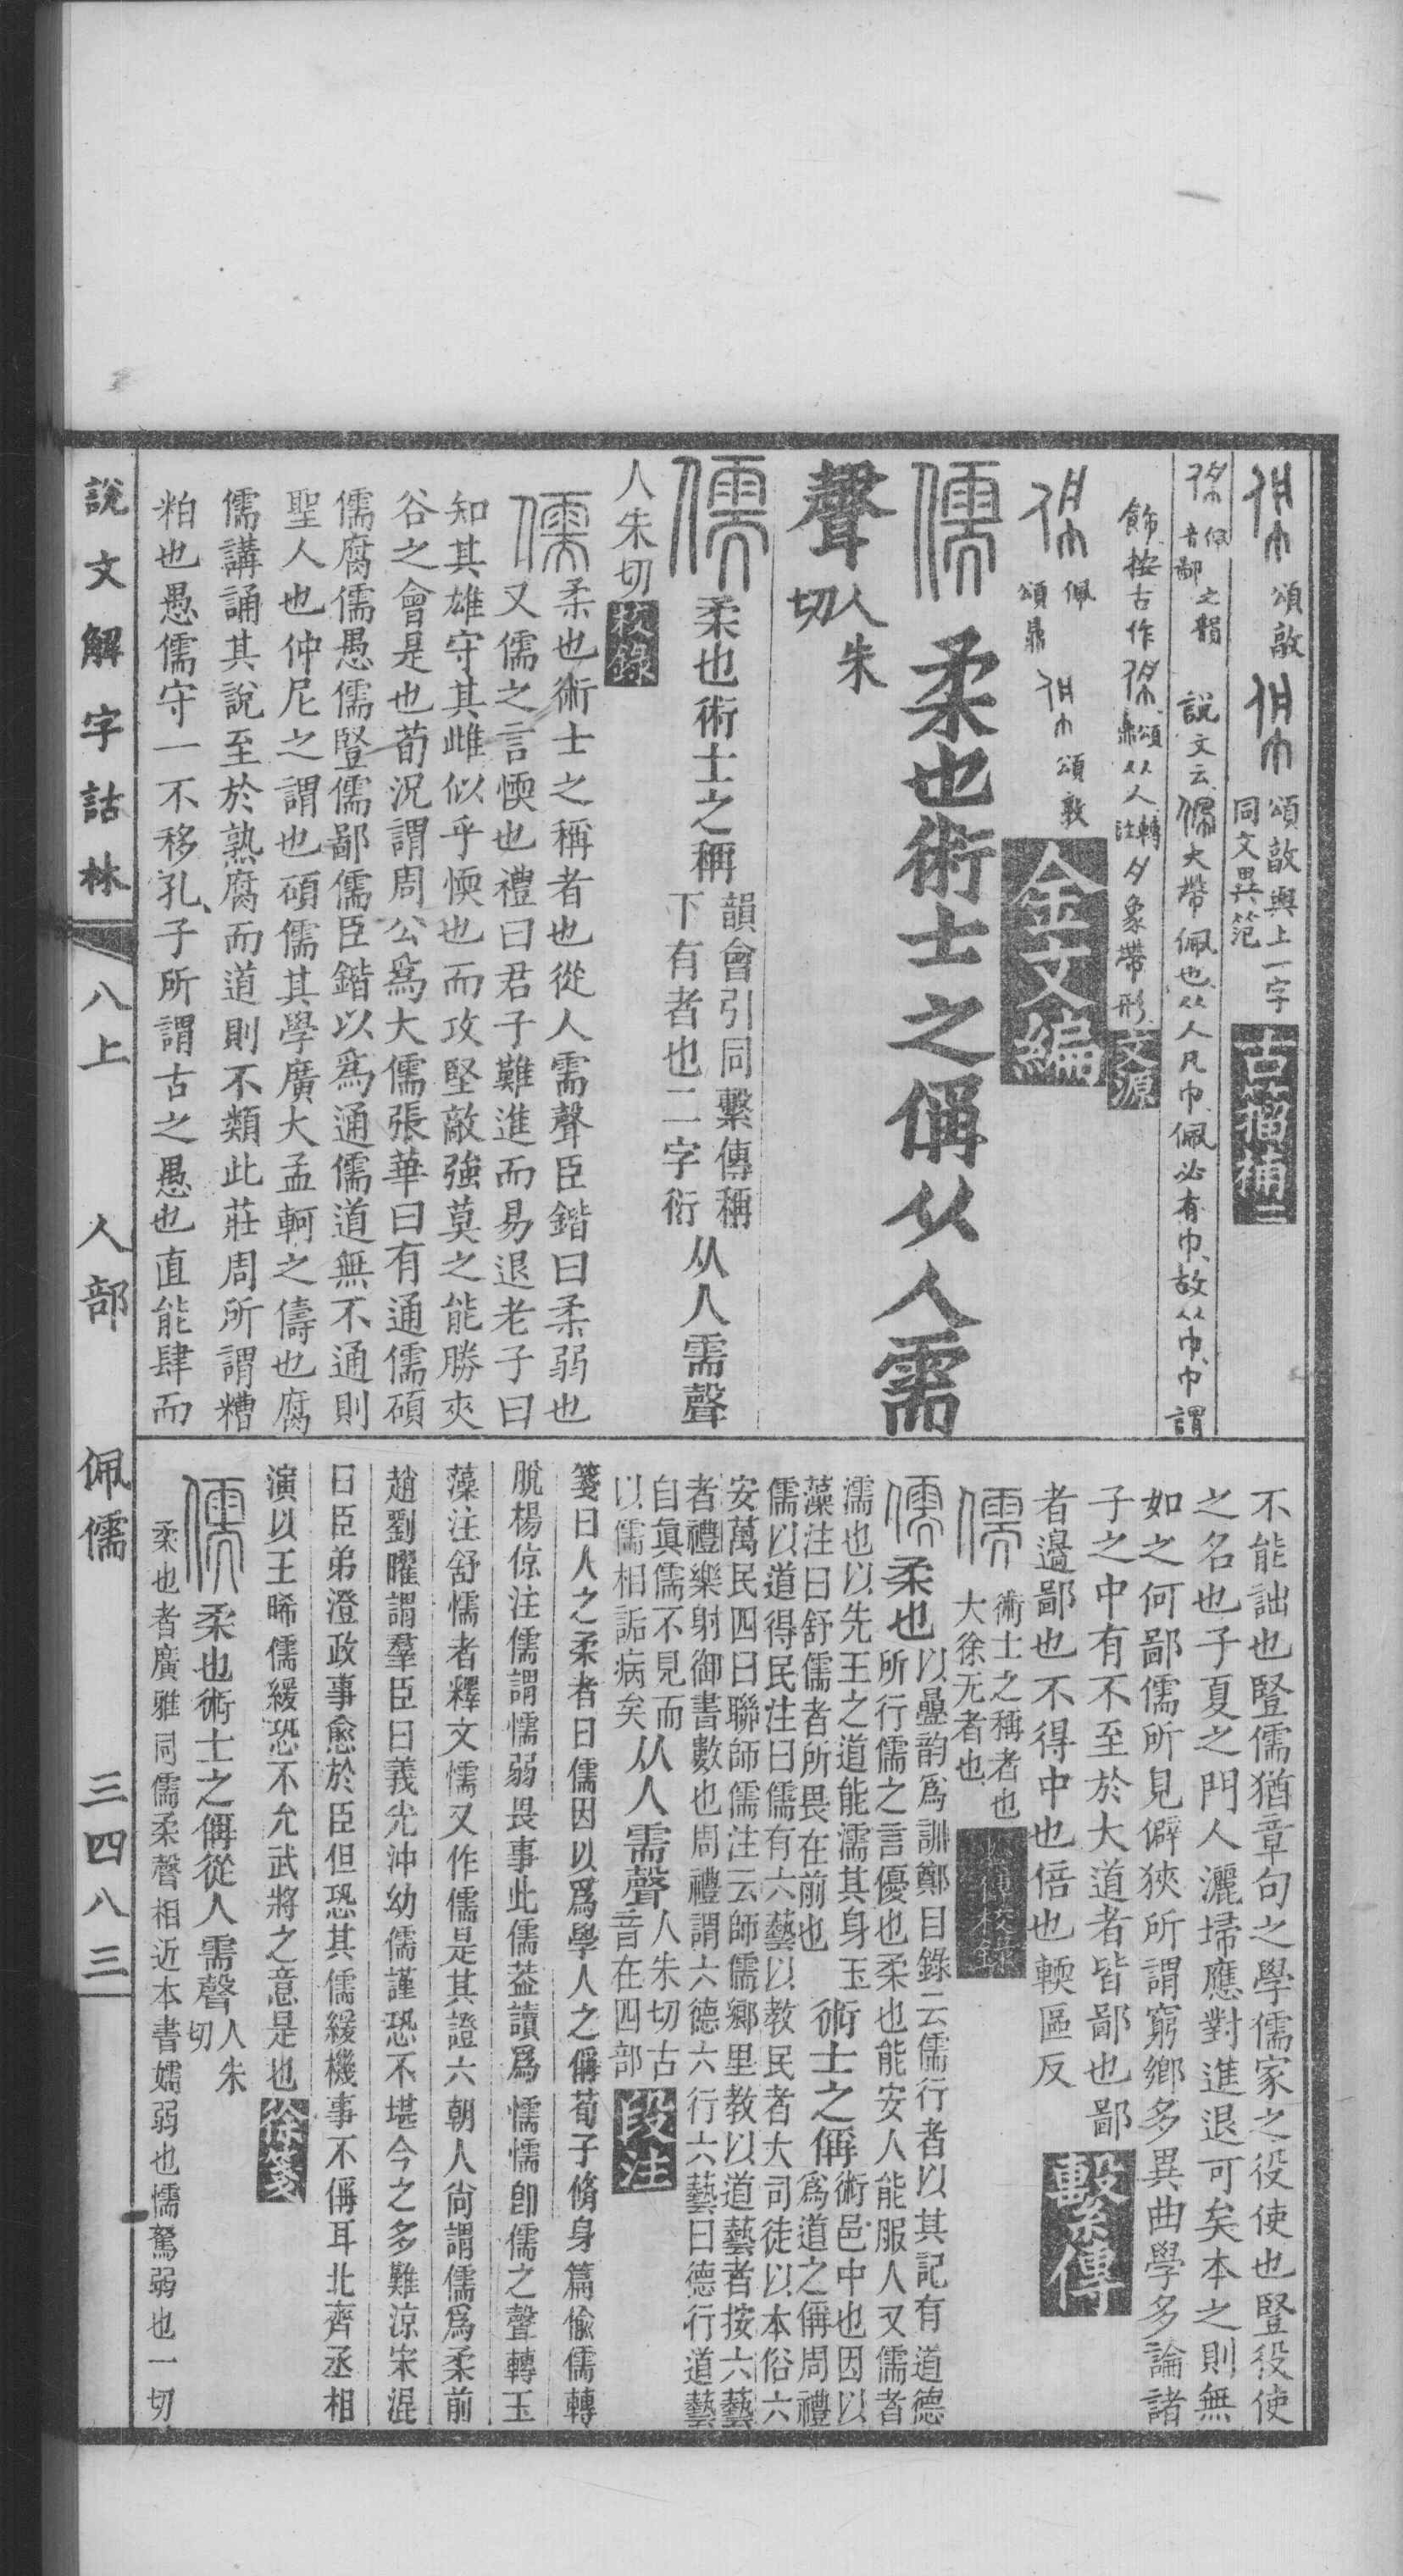 佩 頌敦 佩 頌敦與上一字同文異笵 古籀補二
佩 佩音鄙之韻 說文云佩大帶佩也从人凡巾佩必有巾故从巾巾謂
飾按古作佩頌鼎从人轉注夕象帶形 文源
佩 佩頌鼎 頌敦 金文編
儒 柔也術士之偁从人需
聲 人朱切
儒 柔也術士之稱 韻會引同繫傳稱下有者也二字衍 从人需聲
人朱切 校錄
儒 柔也術士之稱者也從人需聲臣鍇曰柔弱也
又儒之言愞也禮曰君子難進而易退老子曰
知其雄守其雌似乎愞也而攻堅敵強莫之能勝夾
谷之會是也荀況謂周公爲大儒張華曰有通儒碩
儒腐儒愚儒豎儒鄙儒臣鍇以爲通儒道無不通則
聖人也仲尼之謂也碩儒其學廣大孟軻之儔也腐
儒講誦其說至於熟腐而道則不類此莊周所謂糟
粕也愚儒守一不移孔子所謂古之愚也直能肆而
不能詘也豎儒猶章句之學儒家之役使也豎役使
之名也子夏之門人灑埽應對進退可矣本之則無
如之何鄙儒所見僻狹所謂窮鄉多異曲學多論諸
子之中有不至於大道者皆鄙也鄙
者邊鄙也不得中也倍也輭區反 繫傳
儒 術士之稱者也大徐无者也 繫傳校錄
儒 柔也 以曡韵爲訓鄭目錄云儒行者以其記有道德所行儒之言優也柔也能安人能服人又儒者
濡也以先王之道能濡其身玉藻注曰舒儒者所畏在前也 術士之偁 術邑中也因以爲道之偁周禮
儒以道得民注曰儒有六藝以教民者大司徒以本俗六安萬民四曰聯師儒注云師儒鄉里教以道藝者按六藝
者禮樂射御書數也周禮謂六德六行六藝曰德行道藝自眞儒不見而
以儒相詬病矣 从人需聲 人朱切古音在四部 段注
箋曰人之柔者曰儒因以爲學人之偁荀子脩身篇偸儒轉
脫楊倞注儒謂懦弱畏事此儒葢讀爲懦懦卽儒之聲轉玉
藻注舒懦者釋文懦又作儒是其證六朝人尙謂儒爲柔前
趙劉曜謂羣臣曰義光沖幼儒謹恐不堪今之多難涼宋混
曰臣弟澄政事愈於臣但恐其儒緩機事不偁耳北齊丞相
演以王晞儒緩恐不允武將之意是也 徐箋
儒 柔也術士之偁從人需聲 人朱切
柔也者廣雅同儒柔聲相近本書嬬弱也懦駑弱也一切
說文解字詁林 八上 人部 佩儒 三四八三